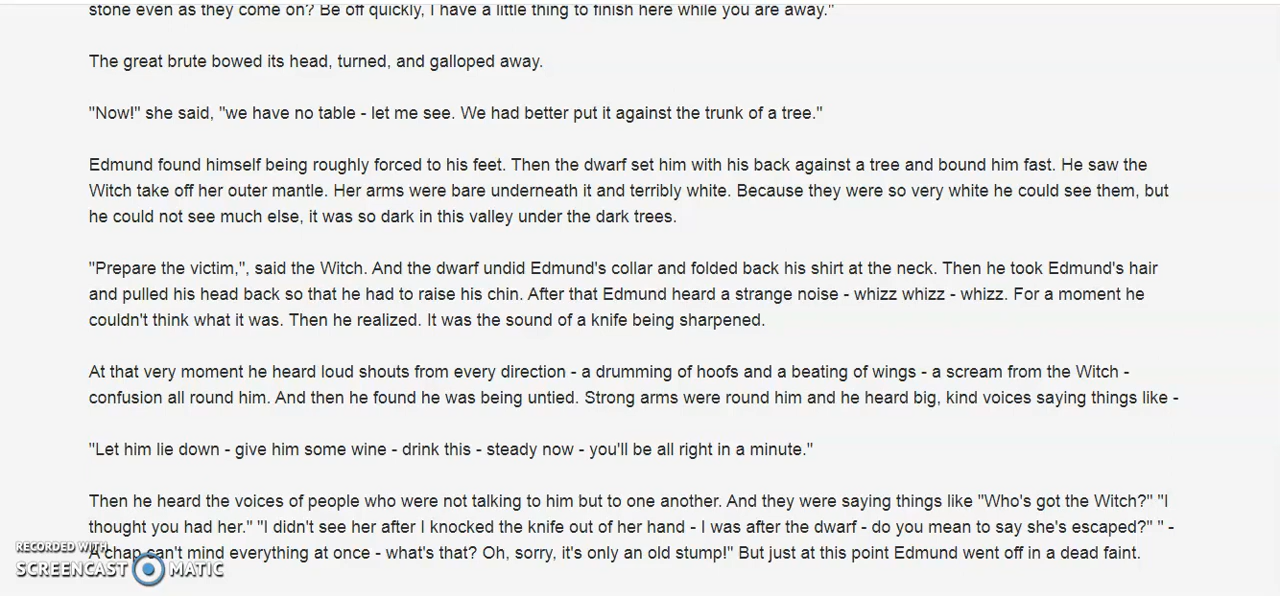 stone even as they come on? Be off quickly, I have a little thing to finish here while you are away."
The great brute bowed its head, turned, and galloped away.
"Now!" she said, "we have no table - let me see. We had better put it against the trunk of a tree."
Edmund found himself being roughly forced to his feet. Then the dwarf set him with his back against a tree and bound him fast. He saw the
Witch take off her outer mantle. Her arms were bare underneath it and terribly white. Because they were so very white he could see them, but
he could not see much else, it was so dark in this valley under the dark trees.
"Prepare the victim,", said the Witch. And the dwarf undid Edmund's collar and folded back his shirt at the neck. Then he took Edmund's hair
and pulled his head back so that he had to raise his chin. After that Edmund heard a strange noise - whizz whizz - whizz. For a moment he
couldn't think what it was. Then he realized. It was the sound of a knife being sharpened.
At that very moment he heard loud shouts from every direction - a drumming of hoofs and a beating of wings - a scream from the Witch -
confusion all round him. And then he found he was being untied. Strong arms were round him and he heard big, kind voices saying things like -
"Let him lie down - give him some wine - drink this - steady now - you'll be all right in a minute."
Then he heard the voices of people who were not talking to him but to one another. And they were saying things like "Who's got the Witch?" "I
thought you had her." "I didn't see her after I knocked the knife out of her hand - I was after the dwarf - do you mean to say she's escaped?" " -
A chap can't mind everything at once - what's that? Oh, sorry, it's only an old stump!" But just at this point Edmund went off in a dead faint.
RECORDED WITH
SCREENCAST MATIC